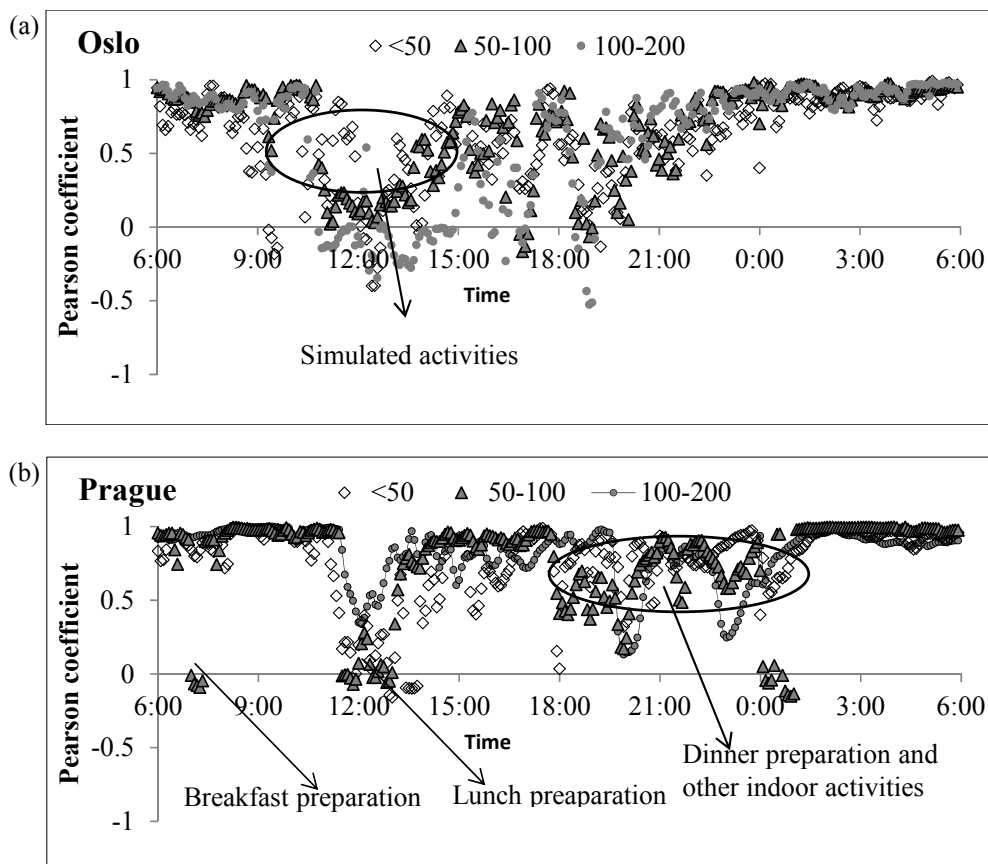 (a)
Oslo
<50 50-100 100-200
1
0.5
0
-0.5
-1
Pearson coefficient
6:00 9:00 12:00 15:00 18:00 21:00 0:00 3:00 6:00
Time
Simulated activities
(b)
Prague
<50 50-100 100-200
1
0.5
0
-0.5
-1
Pearson coefficient
6:00 9:00 12:00 15:00 18:00 21:00 0:00 3:00 6:00
Time
Breakfast preparation
Lunch preaparation
Dinner preparation and
other indoor activities